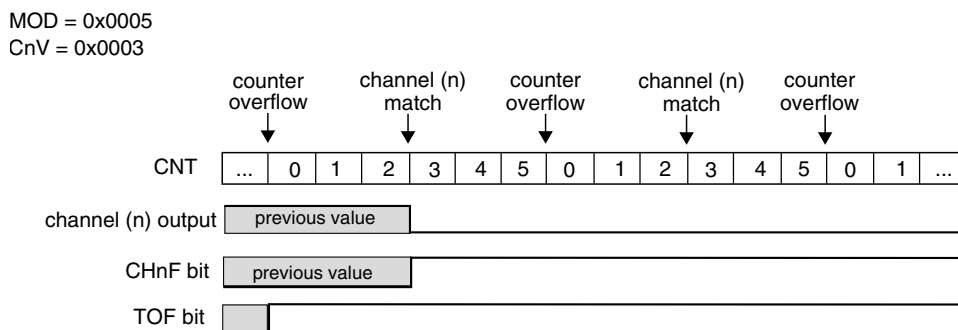 MOD = 0x0005
CnV = 0x0003
counter overflow
channel (n) match
counter overflow
channel (n) match
counter overflow
CNT ... 0 1 2 3 4 5 0 1 2 3 4 5 0 1 ...
channel (n) output previous value
CHnF bit previous value
TOF bit